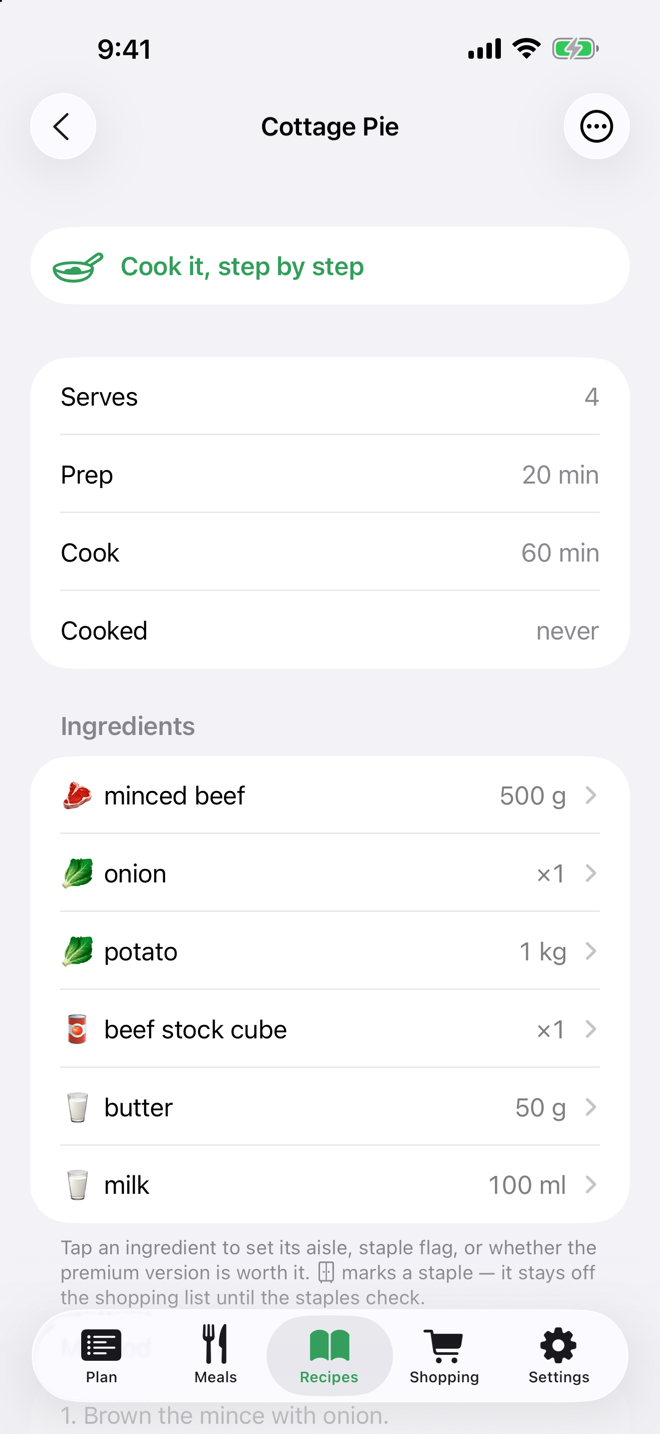 9:41
Cottage Pie
Cook it, step by step
Serves 4
Prep 20 min
Cook 60 min
Cooked never
Ingredients
minced beef 500 g
onion ×1
potato 1 kg
beef stock cube ×1
butter 50 g
milk 100 ml
Tap an ingredient to set its aisle, staple flag, or whether the
premium version is worth it. marks a staple — it stays off
the shopping list until the staples check.
Plan Meals Recipes Shopping Settings
1. Brown the mince with onion.